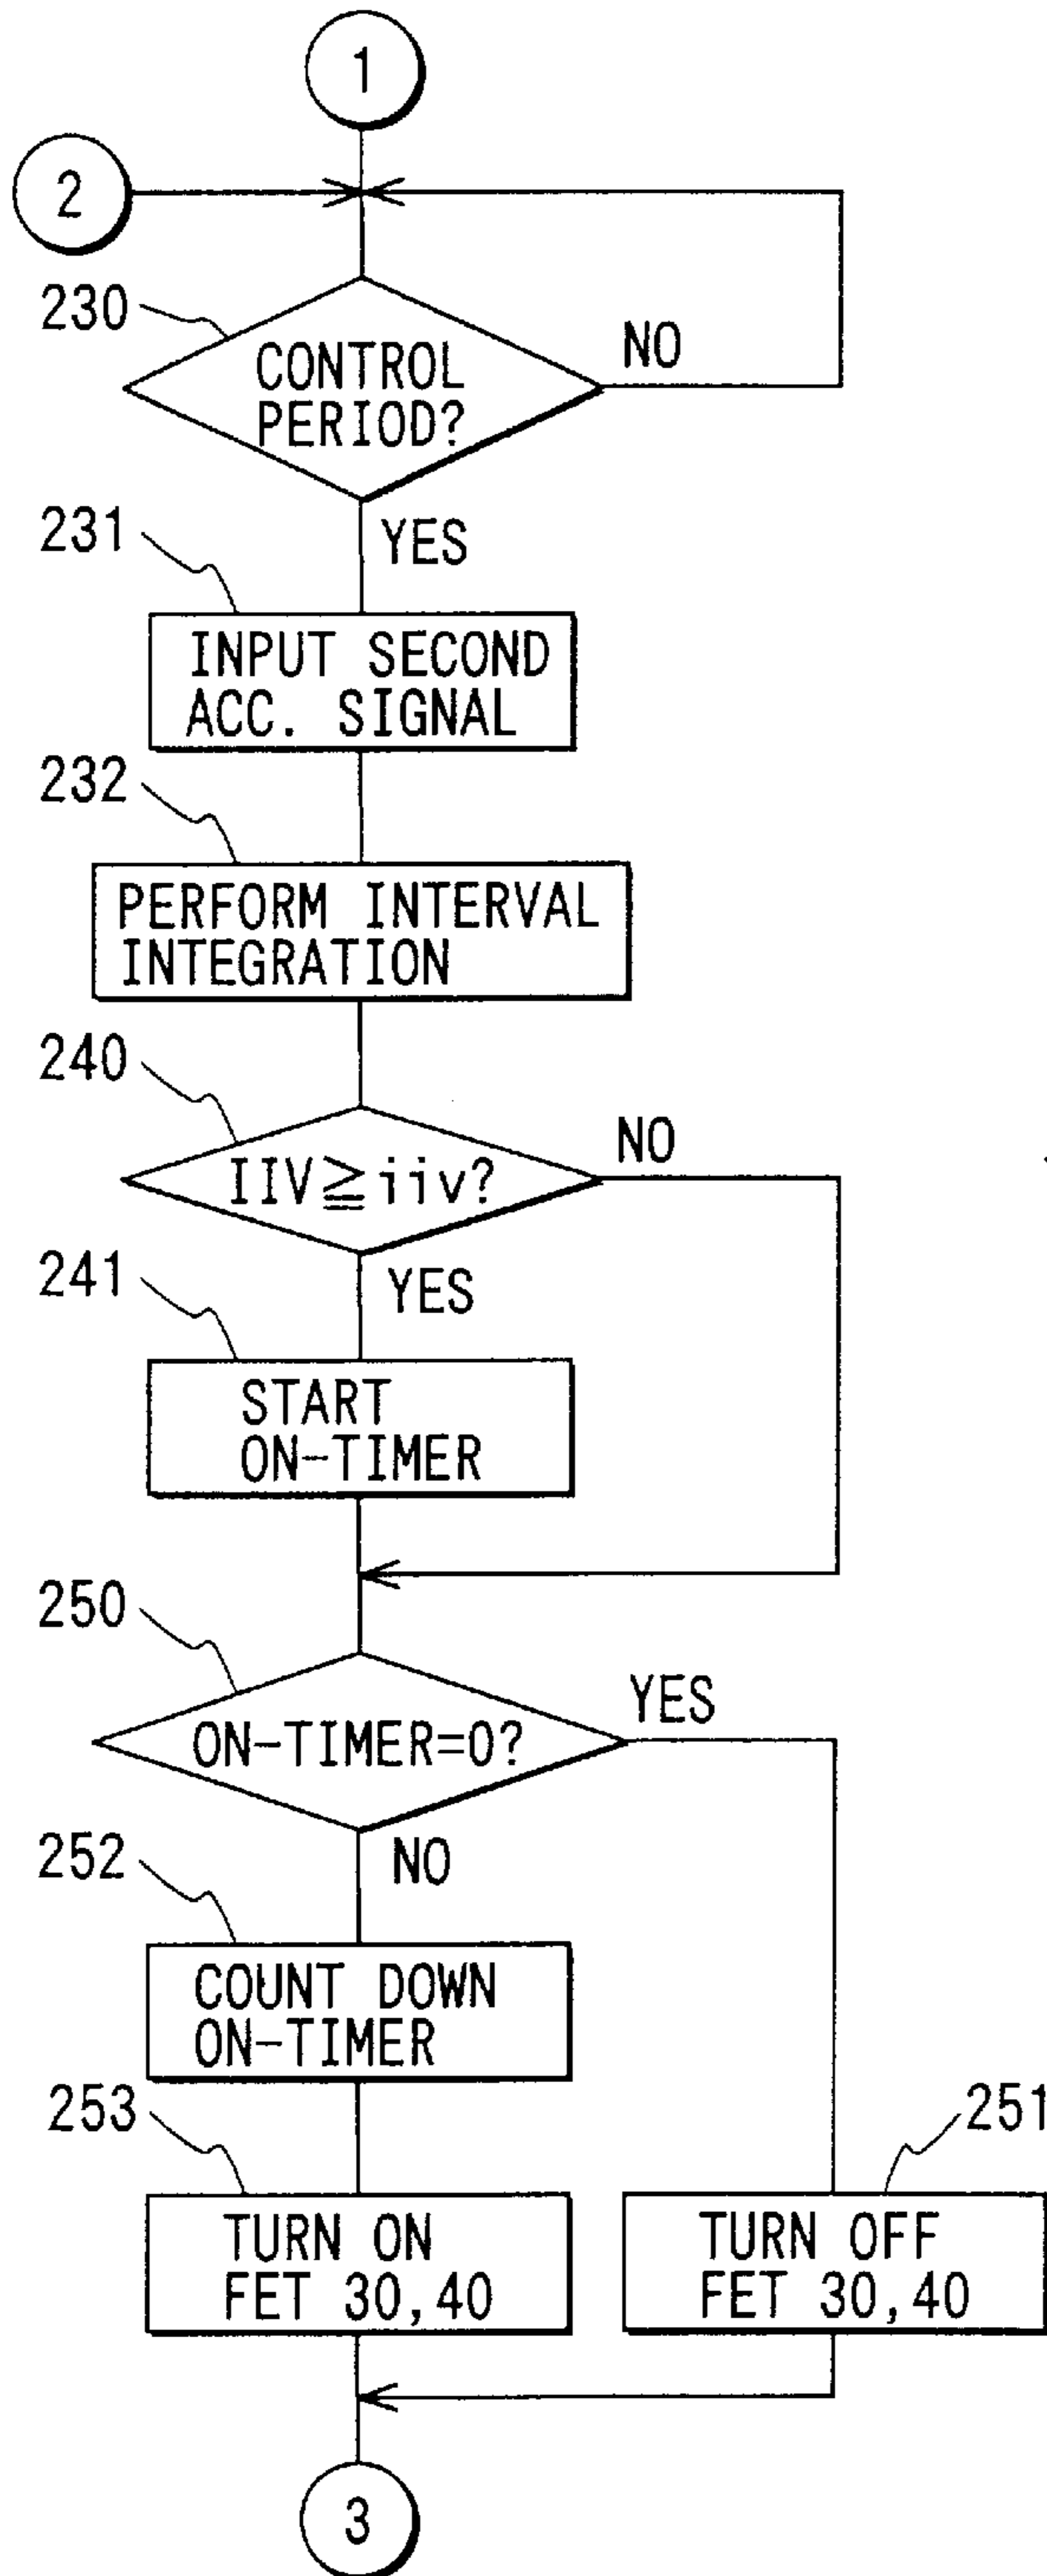 1
2
230
CONTROL
PERIOD?
NO
YES
231
INPUT SECOND
ACC. SIGNAL
232
PERFORM INTERVAL
INTEGRATION
240
IIV≧iiv?
NO
YES
241
START
ON-TIMER
250
ON-TIMER=0?
YES
NO
252
COUNT DOWN
ON-TIMER
253
TURN ON
FET 30,40
251
TURN OFF
FET 30,40
3